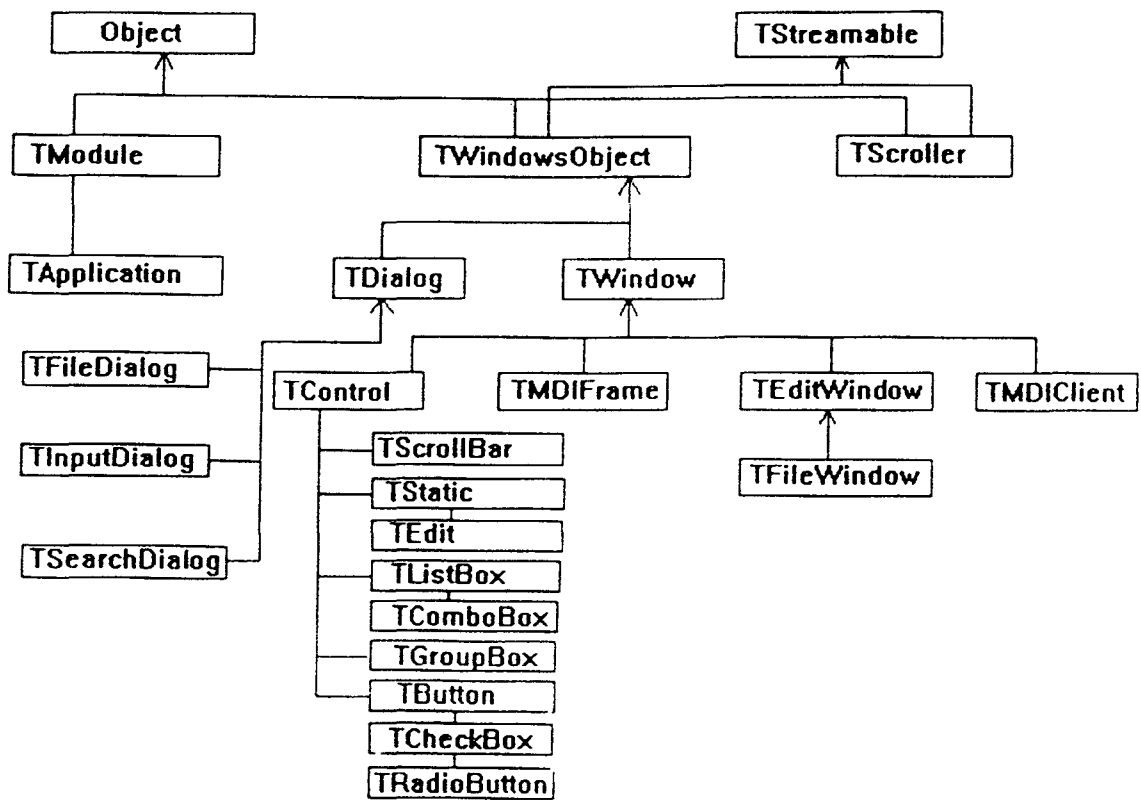 Object
TStreamable
TModule
TWindowsObject
TScroller
TApplication
TDialog
TWindow
TFileDialog
TControl
TMDIFrame
TEditWindow
TMDIClient
TScrollBar
TInputDialog
TFileWindow
TStatic
TEdit
TSearchDialog
TListBox
TComboBox
TGroupBox
TButton
TCheckBox
TRadioButton